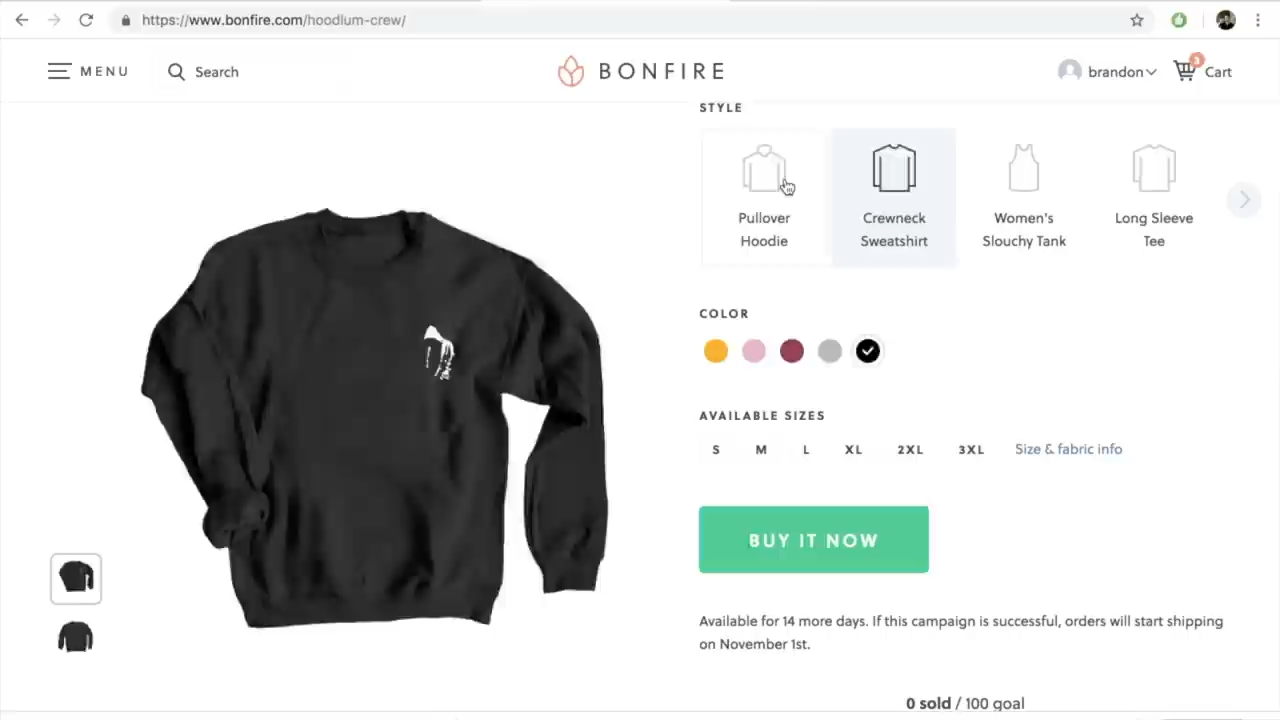 https://www.bonfire.com/hoodlum-crew/
MENU
Search
BONFIRE
brandon
3
Cart
STYLE
Pullover
Hoodie
Crewneck
Sweatshirt
Women's
Slouchy Tank
Long Sleeve
Tee
COLOR
AVAILABLE SIZES
S M L XL 2XL 3XL Size & fabric info
BUY IT NOW
Available for 14 more days. If this campaign is successful, orders will start shipping
on November 1st.
0 sold / 100 goal